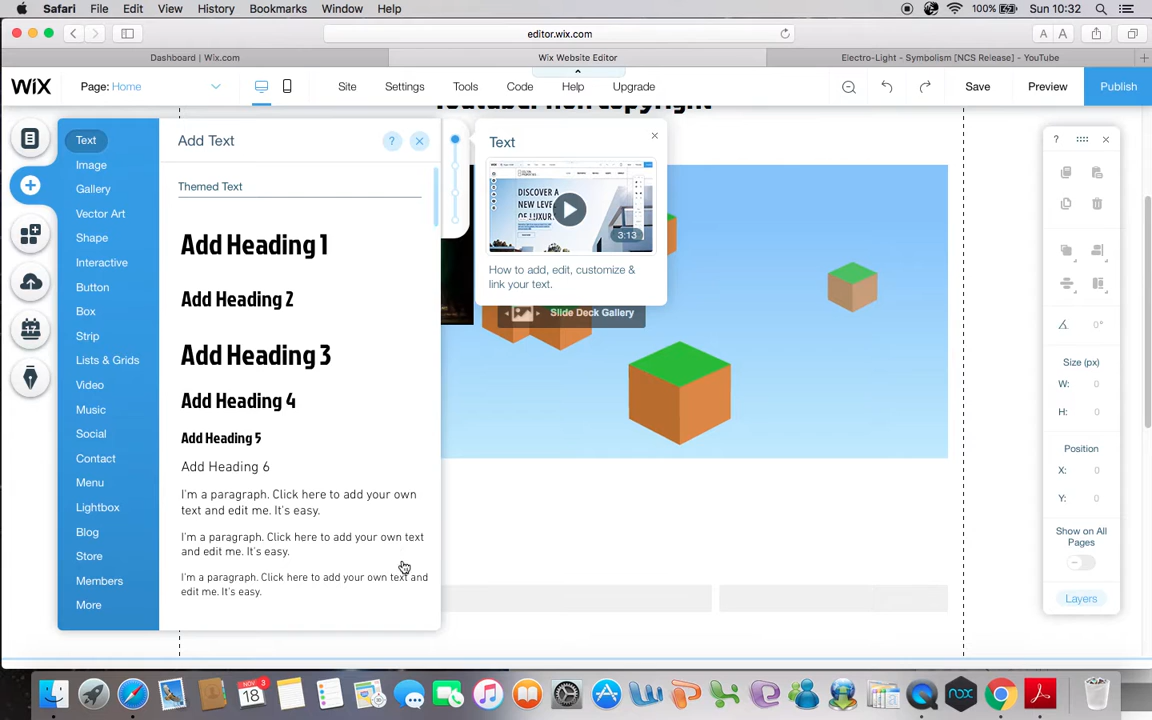 Safari File Edit View History Bookmarks Window Help 100% Sun 10:32
editor.wix.com A A
Dashboard | Wix.com Wix Website Editor Electro-Light - Symbolism [NCS Release] - YouTube
WiX Page: Home Site Settings Tools Code Help Upgrade Save Preview Publish
Text
Image
Gallery
Vector Art
Shape
Interactive
Button
Box
Strip
Lists & Grids
Video
Music
Social
Contact
Menu
Lightbox
Blog
Store
Members
More
Add Text ?
Themed Text
Add Heading 1
Add Heading 2
Add Heading 3
Add Heading 4
Add Heading 5
Add Heading 6
I'm a paragraph. Click here to add your own
text and edit me. It's easy.
I'm a paragraph. Click here to add your own text
and edit me. It's easy.
I'm a paragraph. Click here to add your own text and
edit me. It's easy.
Text
DISCOVER A
NEW LEVEL
OF LUXUR
3:13
How to add, edit, customize &
link your text.
Slide Deck Gallery
?
0°
Size (px)
W: 0
H: 0
Position
X: 0
Y: 0
Show on All
Pages
Layers
17
NOV 3
18
nox